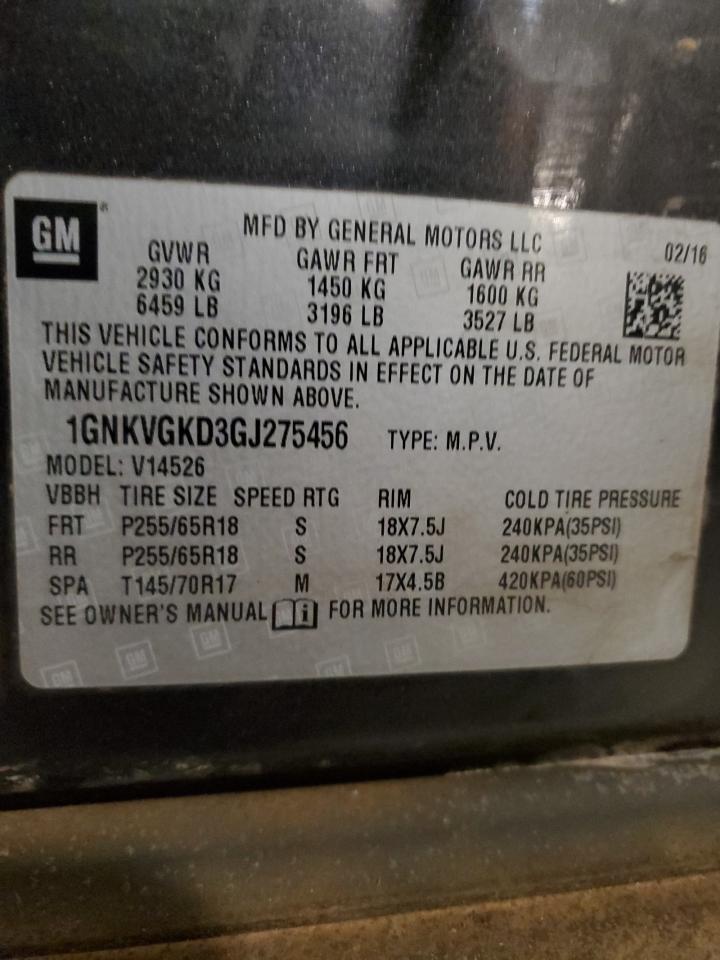 GM
MFD BY GENERAL MOTORS LLC 02/16
GVWR GAWR FRT GAWR RR
2930 KG 1450 KG 1600 KG
6459 LB 3196 LB 3527 LB
THIS VEHICLE CONFORMS TO ALL APPLICABLE U.S. FEDERAL MOTOR
VEHICLE SAFETY STANDARDS IN EFFECT ON THE DATE OF
MANUFACTURE SHOWN ABOVE.
1GNKVGKD3GJ275456 TYPE: M.P.V.
MODEL: V14526
VBBH TIRE SIZE SPEED RTG RIM COLD TIRE PRESSURE
FRT P255/65R18 S 18X7.5J 240KPA(35PSI)
RR P255/65R18 S 18X7.5J 240KPA(35PSI)
SPA T145/70R17 M 17X4.5B 420KPA(60PSI)
SEE OWNER'S MANUAL i FOR MORE INFORMATION.